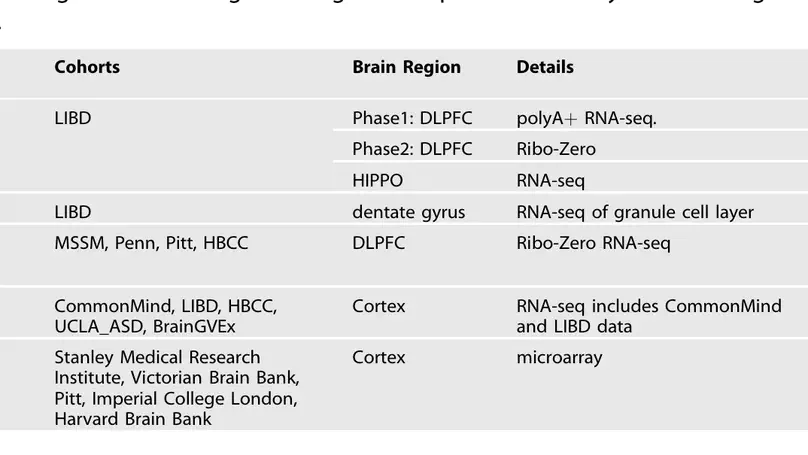 Cohorts Brain Region Details
LIBD Phase1: DLPFC polyA+ RNA-seq.
Phase2: DLPFC Ribo-Zero
HIPPO RNA-seq
LIBD dentate gyrus RNA-seq of granule cell layer
MSSM, Penn, Pitt, HBCC DLPFC Ribo-Zero RNA-seq
CommonMind, LIBD, HBCC, Cortex RNA-seq includes CommonMind
UCLA_ASD, BrainGVEx and LIBD data
Stanley Medical Research Cortex microarray
Institute, Victorian Brain Bank,
Pitt, Imperial College London,
Harvard Brain Bank